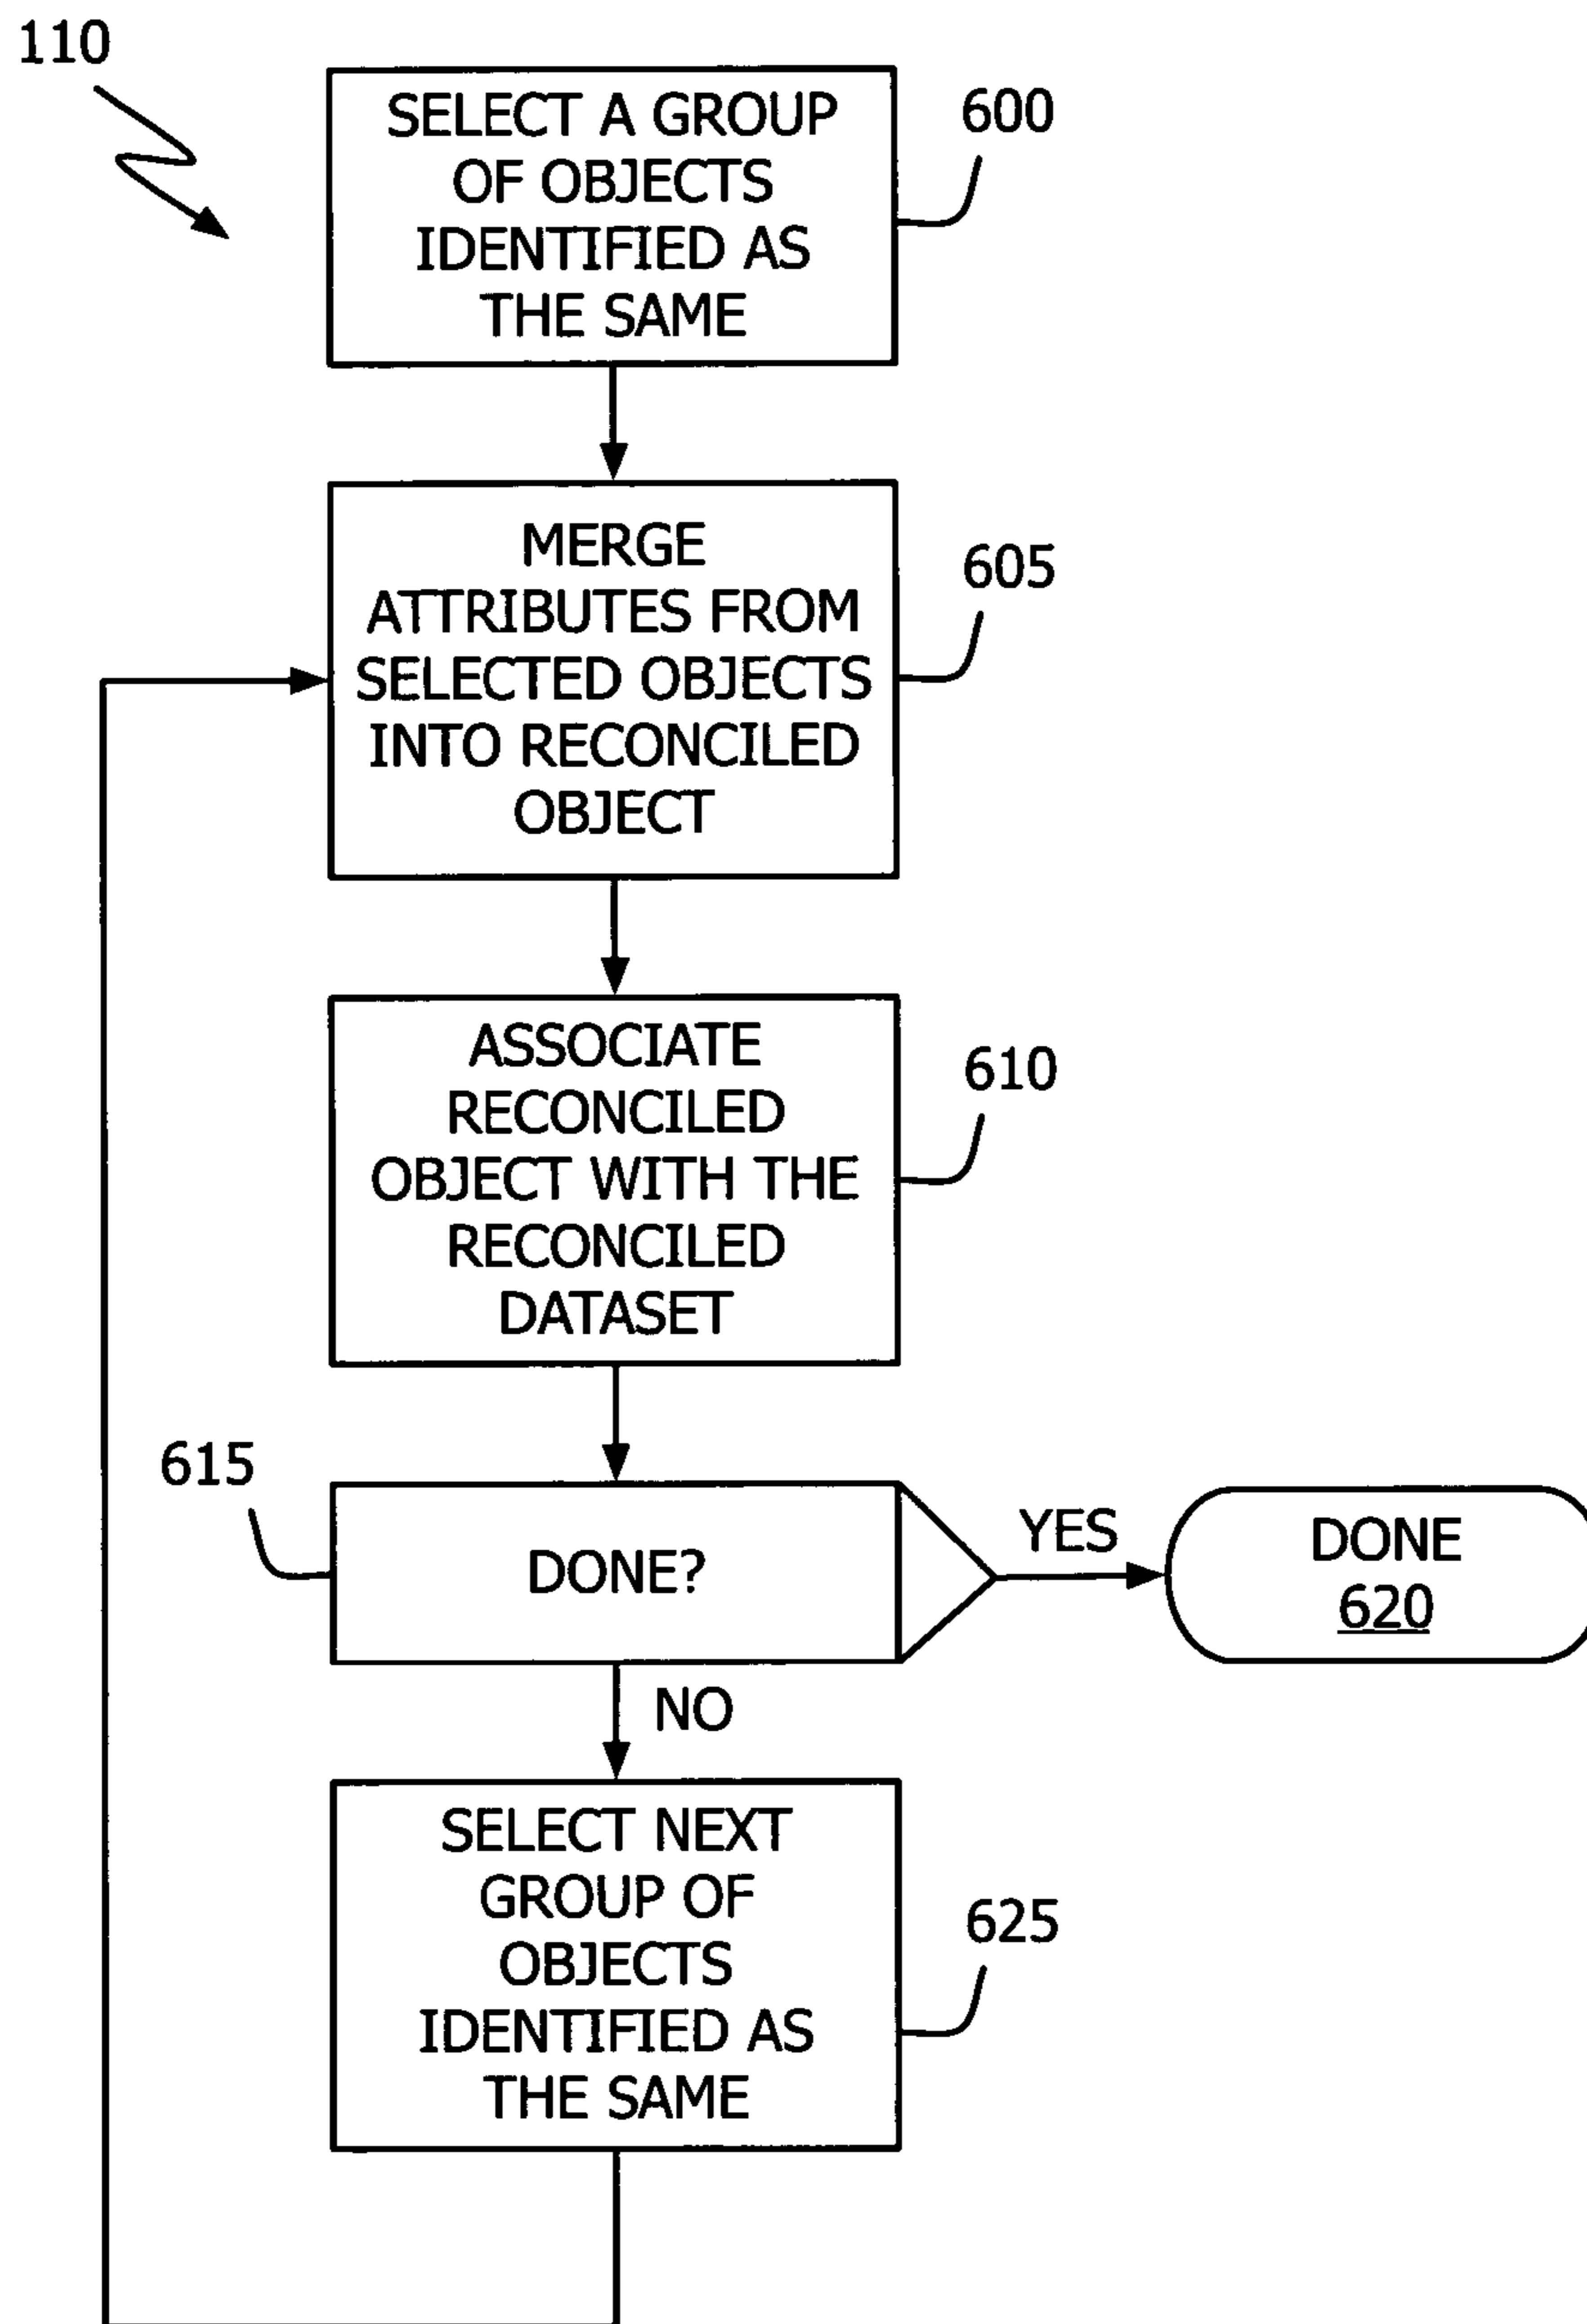 110
SELECT A GROUP
OF OBJECTS
IDENTIFIED AS
THE SAME
600
MERGE
ATTRIBUTES FROM
SELECTED OBJECTS
INTO RECONCILED
OBJECT
605
ASSOCIATE
RECONCILED
OBJECT WITH THE
RECONCILED
DATASET
610
615
DONE?
YES
DONE
620
NO
SELECT NEXT
GROUP OF
OBJECTS
IDENTIFIED AS
THE SAME
625